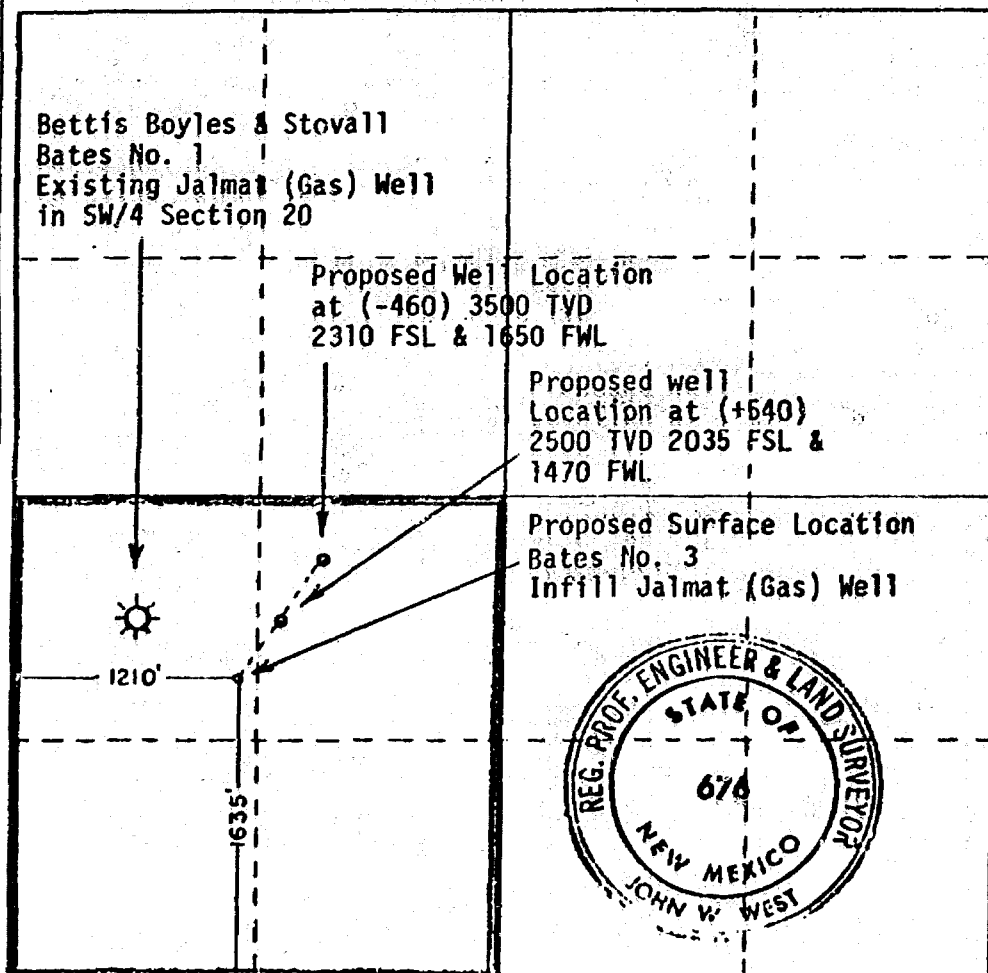 Bettis Boyles & Stovall
Bates No. 1
Existing Jalmat (Gas) Well
in SW/4 Section 20
Proposed Well Location
at (-460) 3500 TVD
2310 FSL & 1650 FWL
Proposed well
Location at (+540)
2500 TVD 2035 FSL &
1470 FWL
Proposed Surface Location
Bates No. 3
Infill Jalmat (Gas) Well
1210'
1635'
REG. PROF. ENGINEER & LAND SURVEYOR
STATE OF
676
NEW MEXICO
JOHN W. WEST